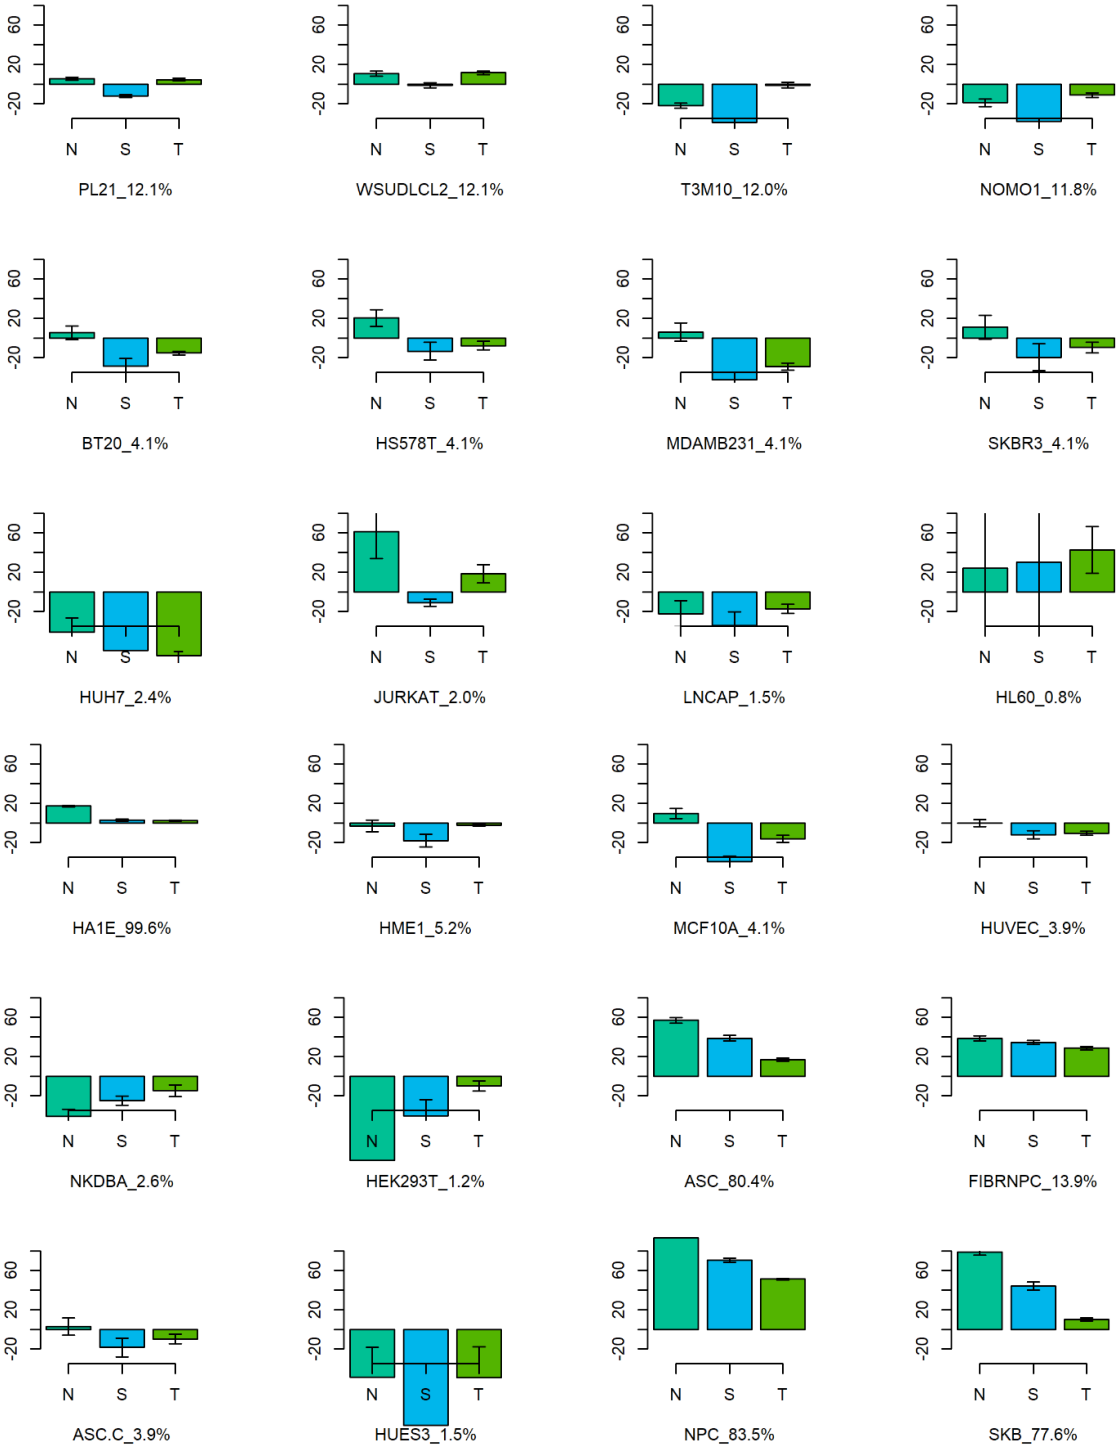 60 60 60 60
20 20 20 20
-20 -20 -20 -20
N S T N S T N S T N S T
PL21_12.1% WSUDLCL2_12.1% T3M10_12.0% NOMO1_11.8%
60 60 60 60
20 20 20 20
-20 -20 -20 -20
N S T N S T N S T N S T
BT20_4.1% HS578T_4.1% MDAMB231_4.1% SKBR3_4.1%
60 60 60 60
20 20 20 20
-20 -20 -20 -20
N S T N S T N S T N S T
HUH7_2.4% JURKAT_2.0% LNCAP_1.5% HL60_0.8%
60 60 60 60
20 20 20 20
-20 -20 -20 -20
N S T N S T N S T N S T
HA1E_99.6% HME1_5.2% MCF10A_4.1% HUVEC_3.9%
60 60 60 60
20 20 20 20
-20 -20 -20 -20
N S T N S T N S T N S T
NKDBA_2.6% HEK293T_1.2% ASC_80.4% FIBRNPC_13.9%
60 60 60 60
20 20 20 20
-20 -20 -20 -20
N S T N S T N S T N S T
ASC.C_3.9% HUES3_1.5% NPC_83.5% SKB_77.6%